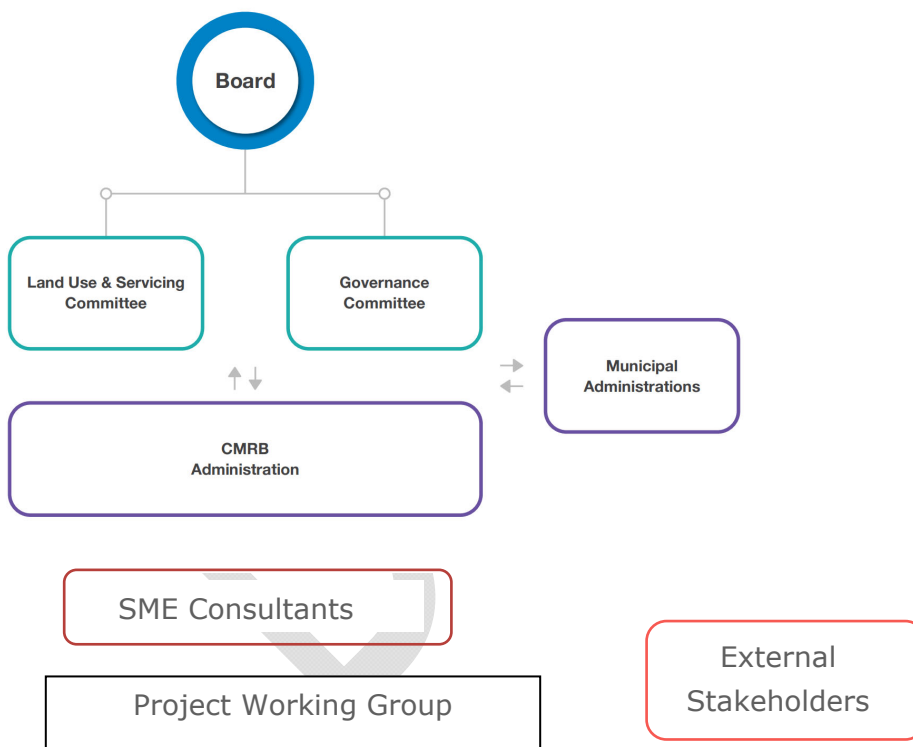 Board
Land Use & Servicing
Committee
Governance
Committee
Municipal
Administrations
CMRB
Administration
SME Consultants
External
Stakeholders
Project Working Group